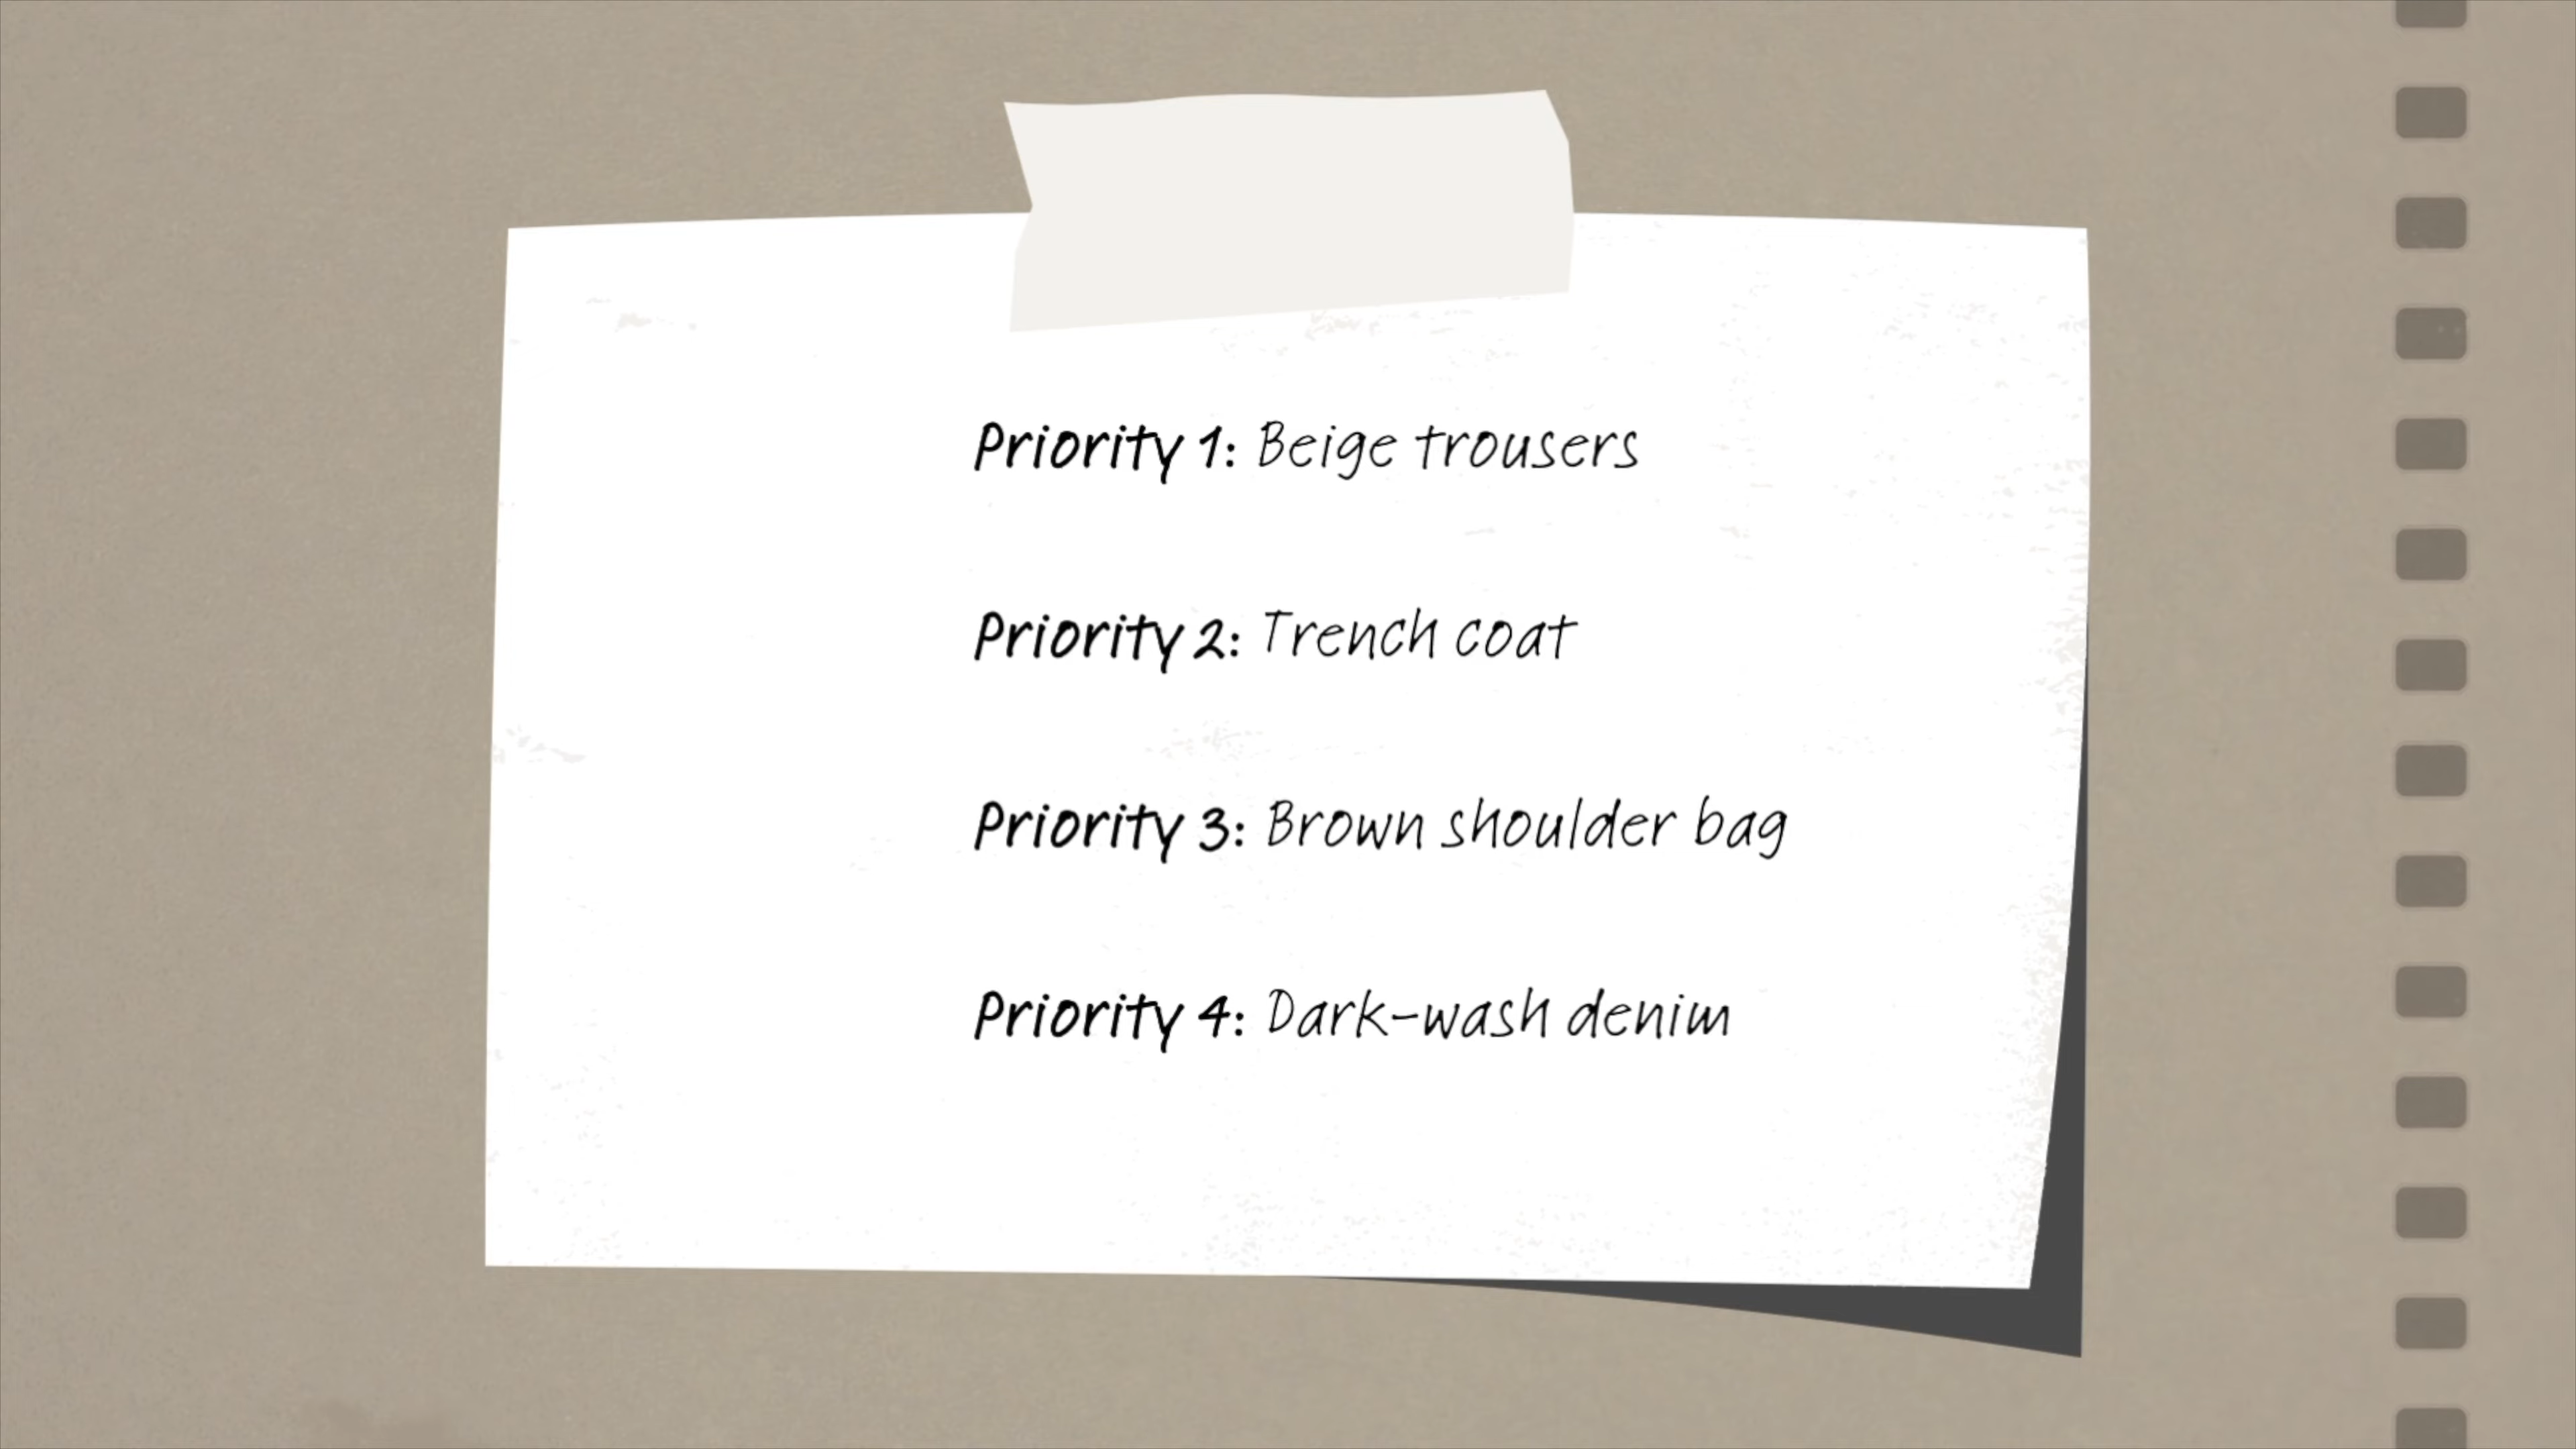 Priority 1: Beige trousers
Priority 2: Trench coat
Priority 3: Brown shoulder bag
Priority 4: Dark-wash denim